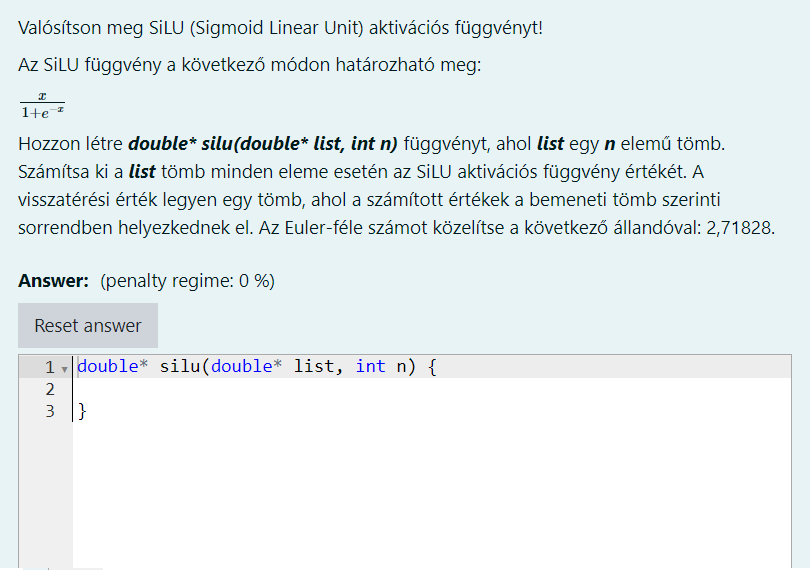 Valósítson meg SiLU (Sigmoid Linear Unit) aktivációs függvényt!
Az SiLU függvény a következő módon határozható meg:
x
1+e^-x
Hozzon létre double* silu(double* list, int n) függvényt, ahol list egy n elemű tömb.
Számítsa ki a list tömb minden eleme esetén az SiLU aktivációs függvény értékét. A
visszatérési érték legyen egy tömb, ahol a számított értékek a bemeneti tömb szerinti
sorrendben helyezkednek el. Az Euler-féle számot közelítse a következő állandóval: 2,71828.
Answer: (penalty regime: 0 %)
Reset answer
1 double* silu(double* list, int n) {
2
3 }